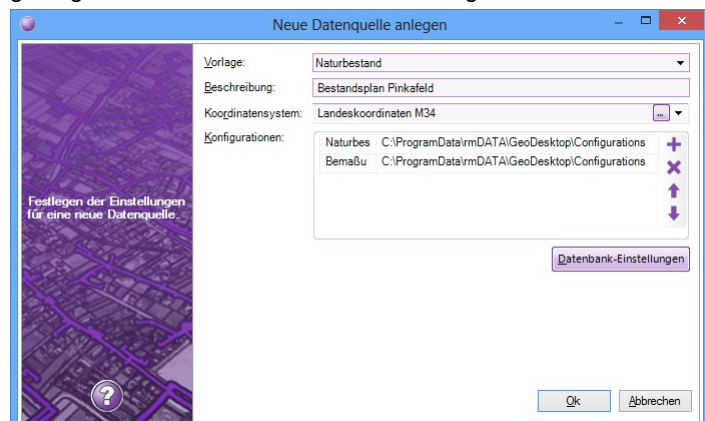 Neue Datenquelle anlegen
Vorlage: Naturbestand
Beschreibung: Bestandsplan Pinkafeld
Koordinatensystem: Landeskoordinaten M34 ...
Konfigurationen:
Naturbes C:\ProgramData\rmDATA\GeoDesktop\Configurations
Bemaßu C:\ProgramData\rmDATA\GeoDesktop\Configurations
Festlegen der Einstellungen
für eine neue Datenquelle.
Datenbank-Einstellungen
?
Ok Abbrechen